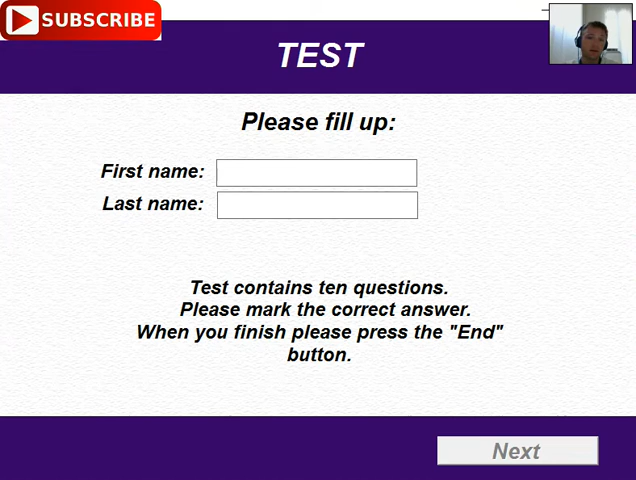 SUBSCRIBE
TEST
Please fill up:
First name:
Last name:
Test contains ten questions.
Please mark the correct answer.
When you finish please press the "End"
button.
Next